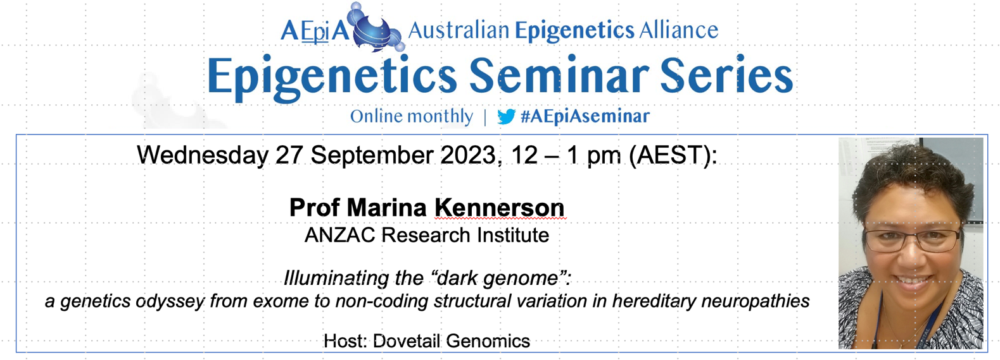 AEpiA Australian Epigenetics Alliance
Epigenetics Seminar Series
Online monthly | #AEpiAseminar
Wednesday 27 September 2023, 12 – 1 pm (AEST):
Prof Marina Kennerson
ANZAC Research Institute
Illuminating the “dark genome”:
a genetics odyssey from exome to non-coding structural variation in hereditary neuropathies
Host: Dovetail Genomics